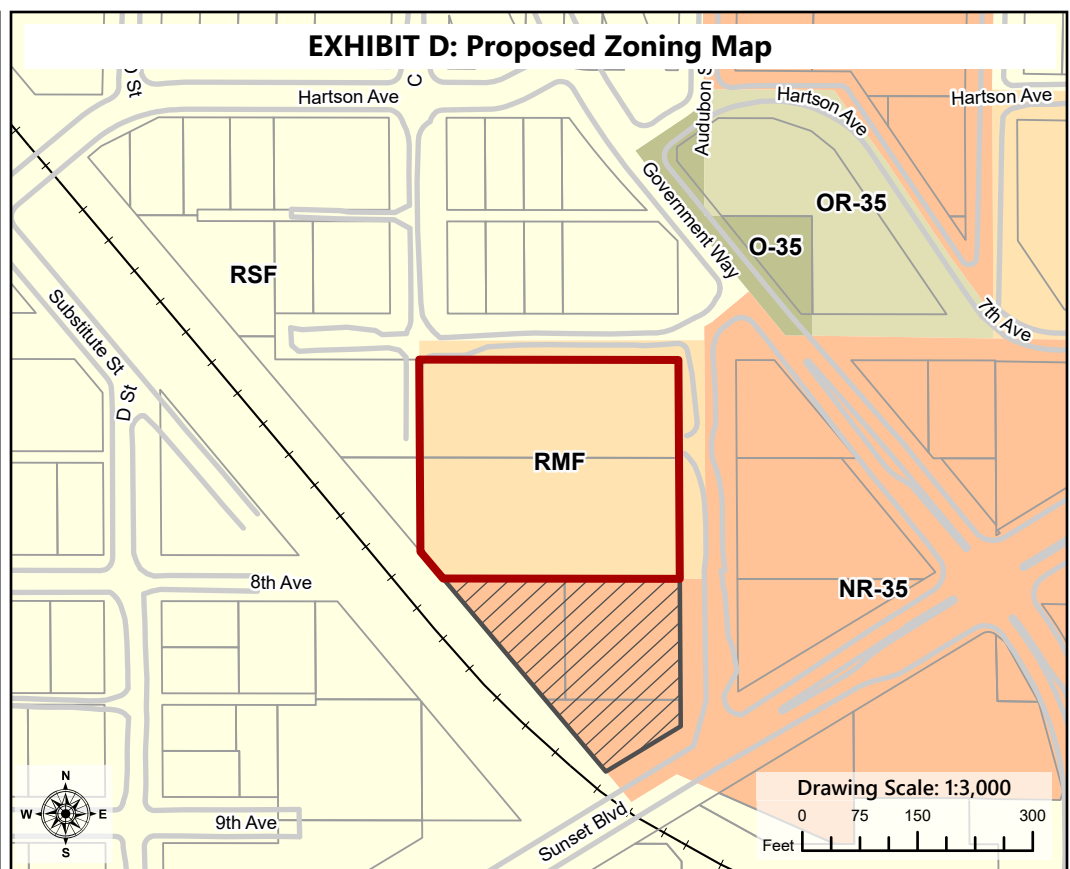 EXHIBIT D: Proposed Zoning Map
St
C
Hartson Ave
Audubon S
Hartson Ave
Hartson Ave
Government Way
OR-35
O-35
RSF
7th Ave
Substitute St
D St
RMF
8th Ave
NR-35
N
W E
S
9th Ave
Sunset Blvd
Drawing Scale: 1:3,000
0 75 150 300
Feet